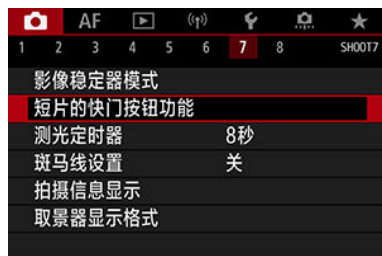 AF
1 2 3 4 5 6 7 8 SHOOT7
影像稳定器模式
短片的快门按钮功能
测光定时器 8秒
斑马线设置 关
拍摄信息显示
取景器显示格式